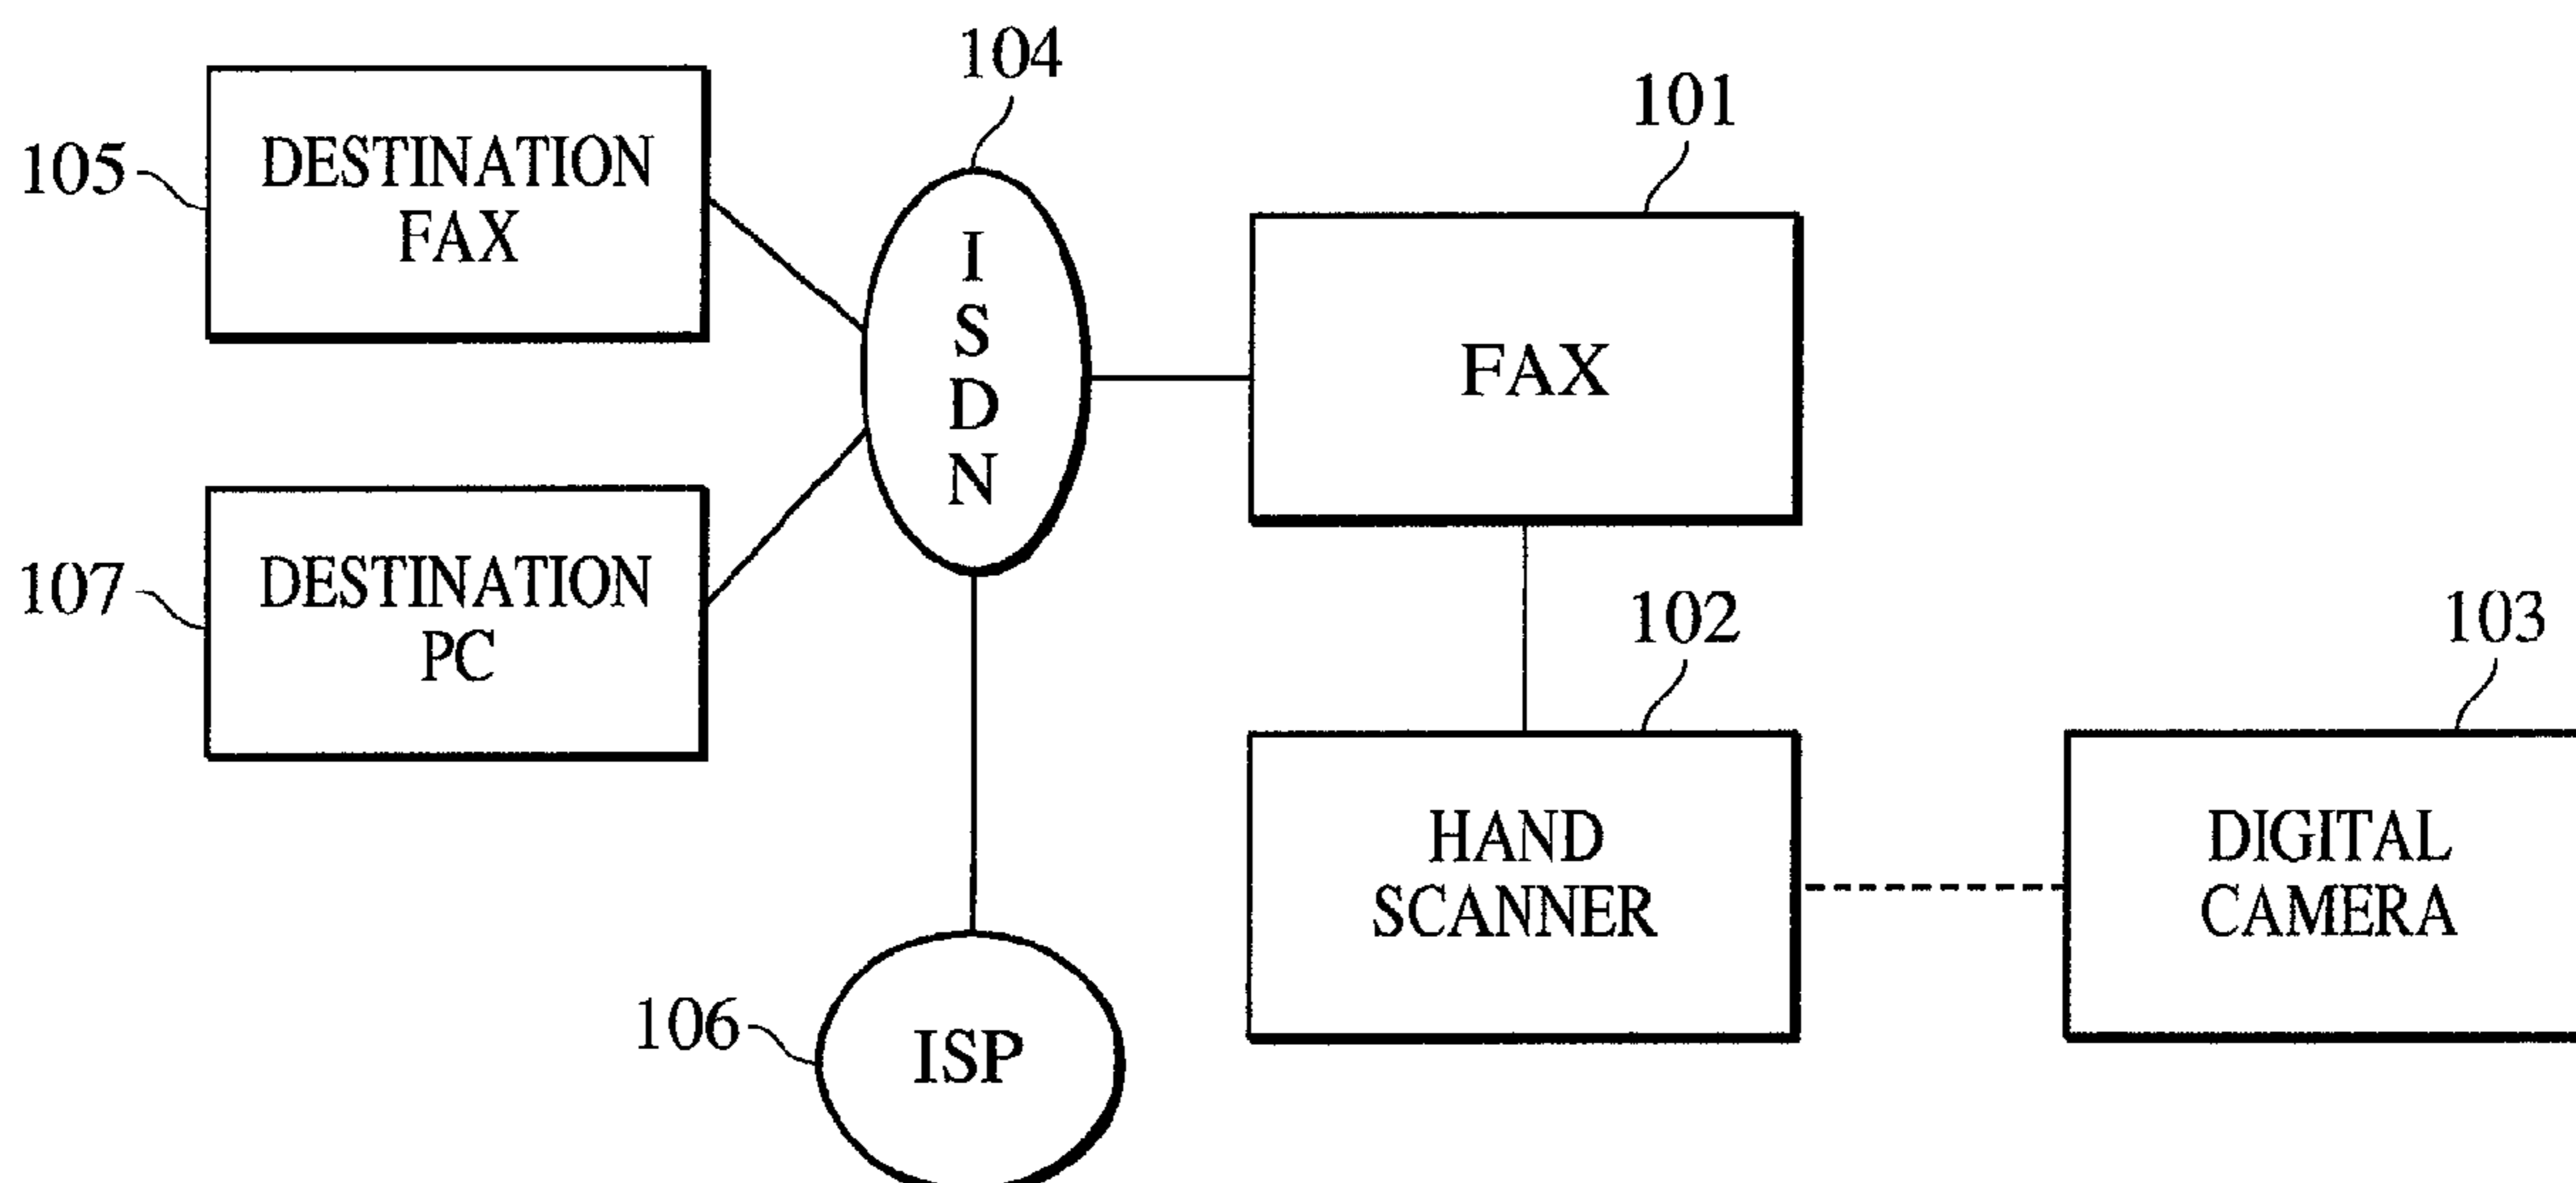 104
101
105
DESTINATION
FAX
I
S
D
N
FAX
107
DESTINATION
PC
102
103
HAND
SCANNER
DIGITAL
CAMERA
106
ISP